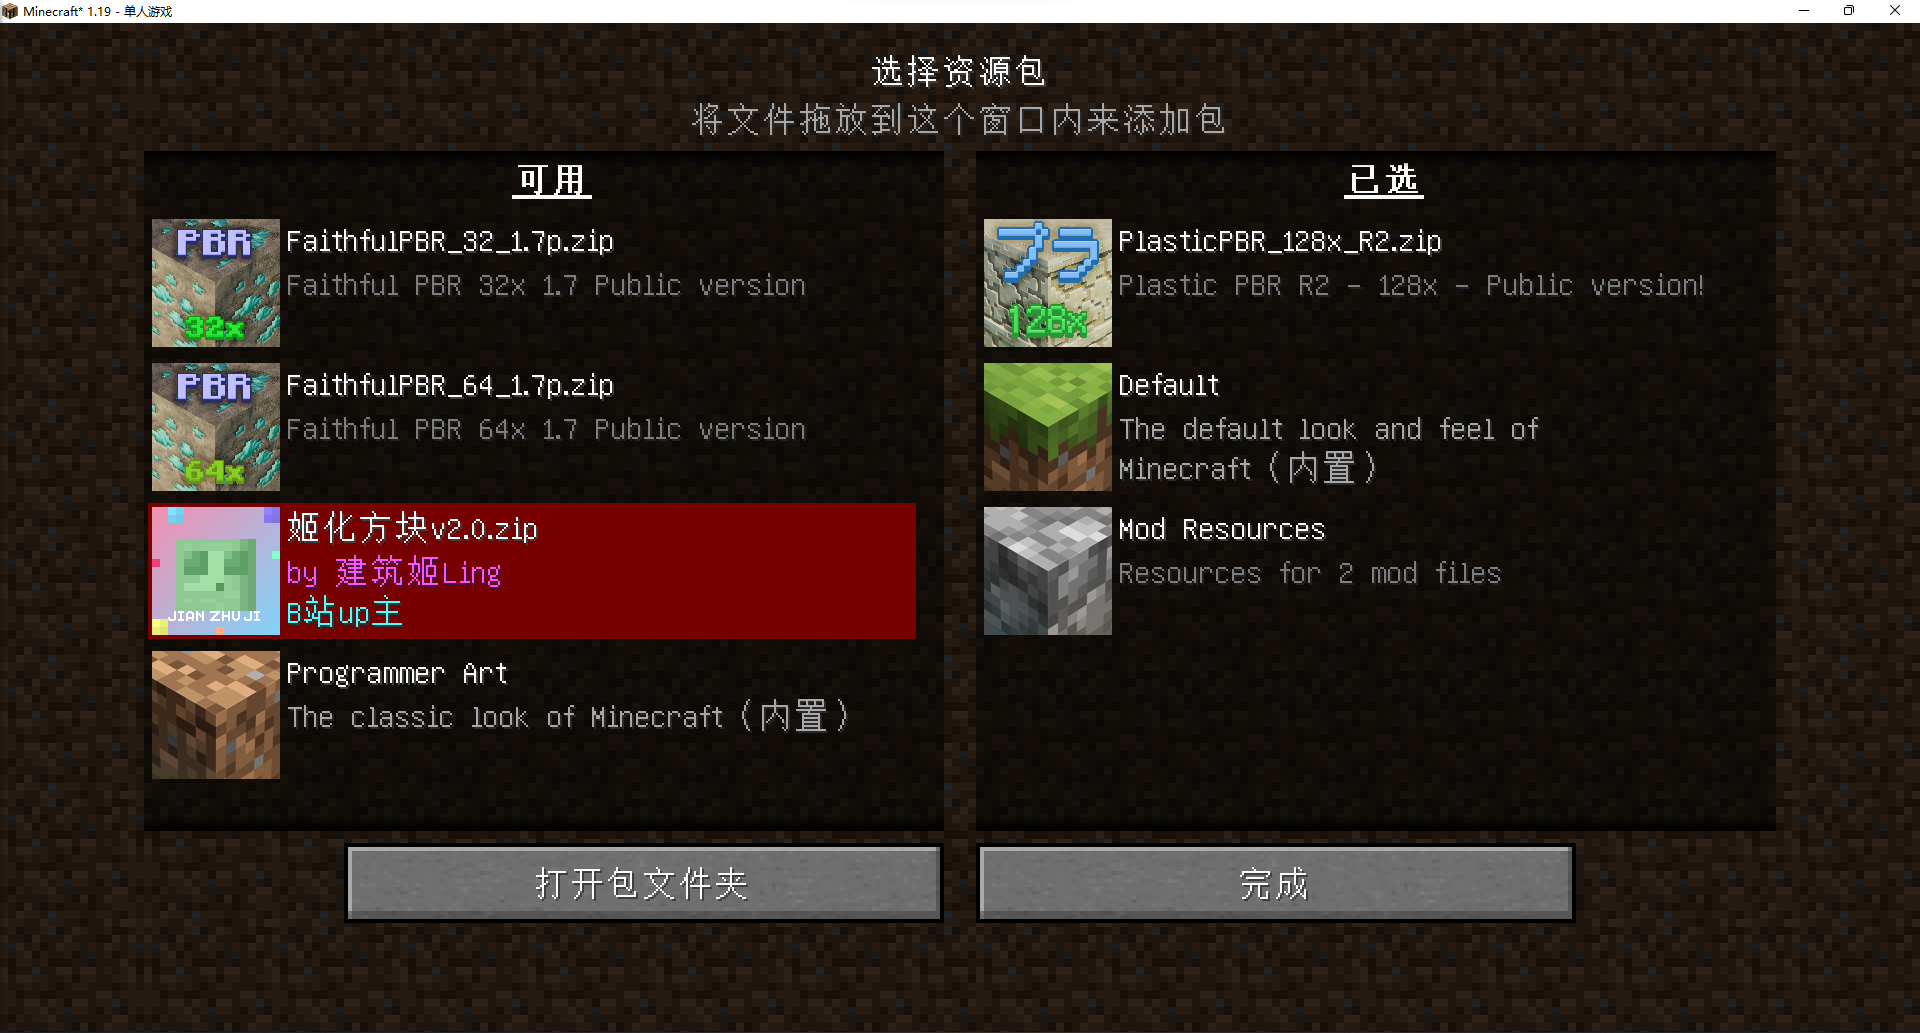 Minecraft* 1.19 - 单人游戏
选择资源包
将文件拖放到这个窗口内来添加包
可用
PBR
32x
FaithfulPBR_32_1.7p.zip
Faithful PBR 32x 1.7 Public version
PBR
64x
FaithfulPBR_64_1.7p.zip
Faithful PBR 64x 1.7 Public version
JIAN ZHU JI
姬化方块v2.0.zip
by 建筑姬Ling
B站up主
Programmer Art
The classic look of Minecraft（内置）
已选
プラ
128x
PlasticPBR_128x_R2.zip
Plastic PBR R2 - 128x - Public version!
Default
The default look and feel of
Minecraft（内置）
Mod Resources
Resources for 2 mod files
打开包文件夹
完成